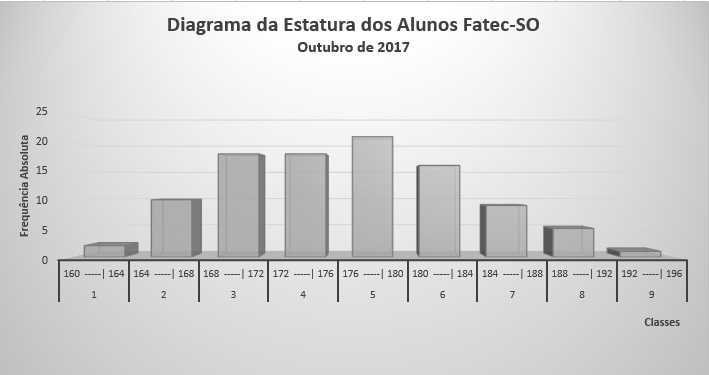 Diagrama da Estatura dos Alunos Fatec-SO
Outubro de 2017
Frequência Absoluta
25
20
15
10
5
0
160 -----| 164 164 -----| 168 168 -----| 172 172 -----| 176 176 -----| 180 180 -----| 184 184 -----| 188 188 -----| 192 192 -----| 196
1 2 3 4 5 6 7 8 9
Classes